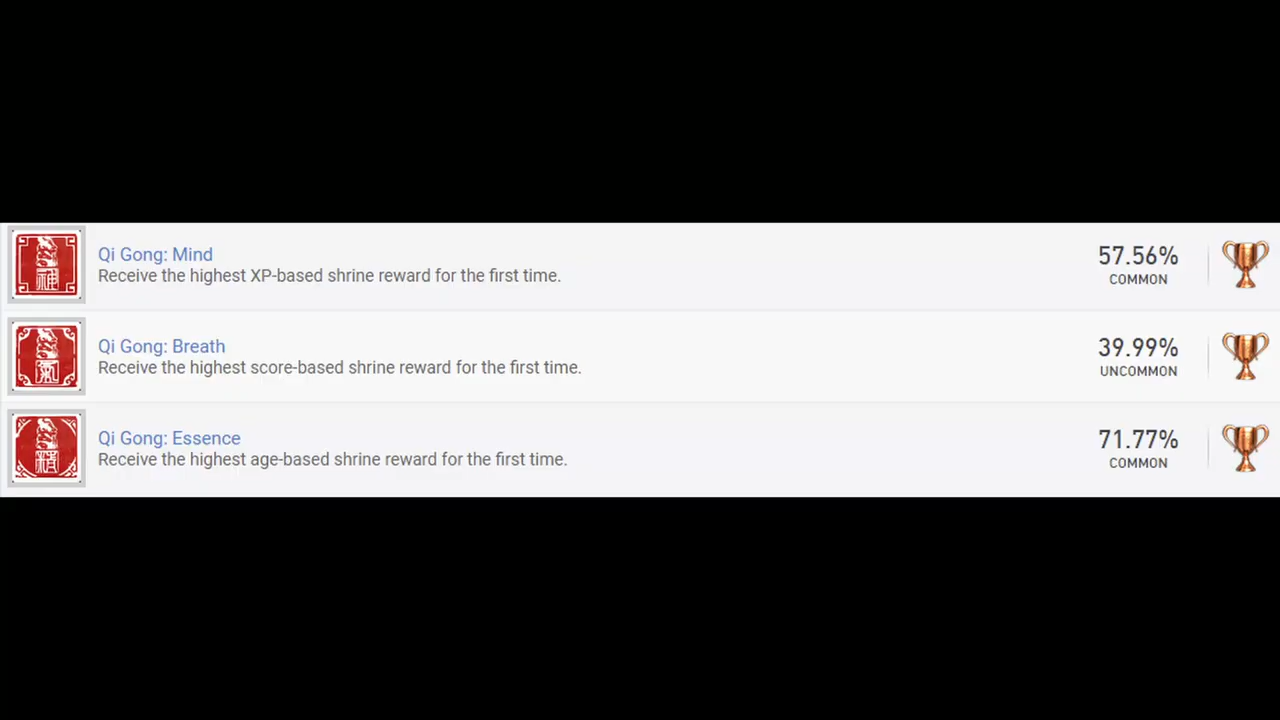 Qi Gong: Mind
Receive the highest XP-based shrine reward for the first time.
57.56%
COMMON
Qi Gong: Breath
Receive the highest score-based shrine reward for the first time.
39.99%
UNCOMMON
Qi Gong: Essence
Receive the highest age-based shrine reward for the first time.
71.77%
COMMON